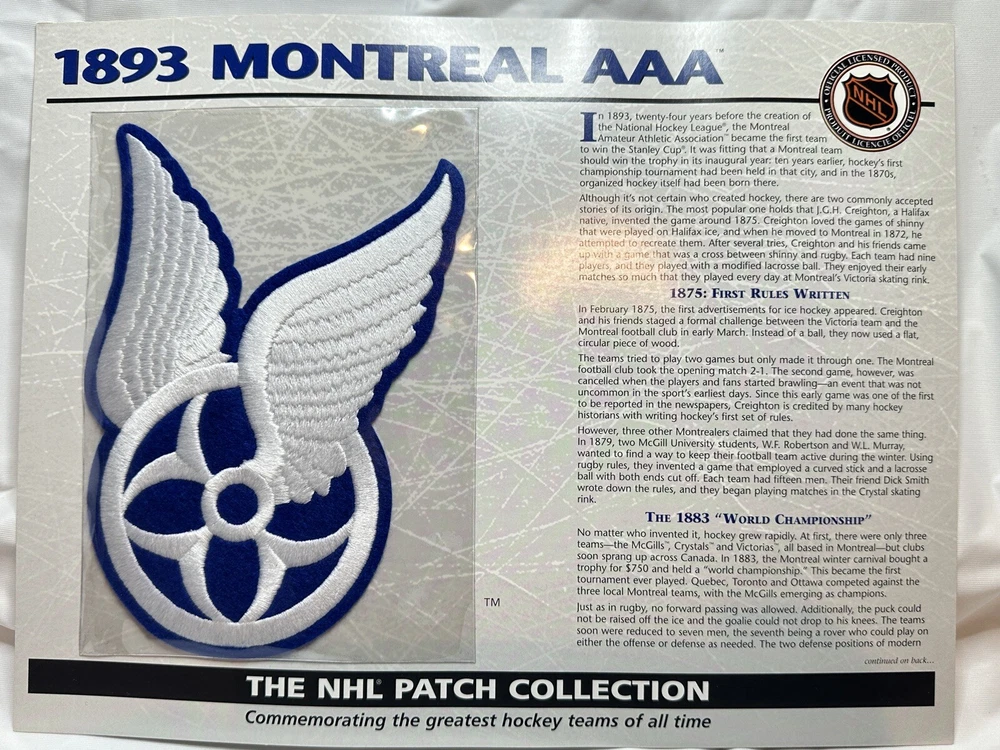 1893 MONTREAL AAA™
OFFICIAL LICENSED PRODUCT
NHL
PRODUIT LICENCIÉ OFFICIEL
In 1893, twenty-four years before the creation of
the National Hockey League®, the Montreal
Amateur Athletic Association™ became the first team
to win the Stanley Cup®. It was fitting that a Montreal team
should win the trophy in its inaugural year: ten years earlier, hockey's first
championship tournament had been held in that city, and in the 1870s,
organized hockey itself had been born there.
Although it's not certain who created hockey, there are two commonly accepted
stories of its origin. The most popular one holds that J.G.H. Creighton, a Halifax
native, invented the game around 1875. Creighton loved the games of shinny
that were played on Halifax ice, and when he moved to Montreal in 1872, he
attempted to recreate them. After several tries, Creighton and his friends came
up with a game that was a cross between shinny and rugby. Each team had nine
players, and they played with a modified lacrosse ball. They enjoyed their early
matches so much that they played every day at Montreal's Victoria skating rink.
1875: FIRST RULES WRITTEN
In February 1875, the first advertisements for ice hockey appeared. Creighton
and his friends staged a formal challenge between the Victoria team and the
Montreal football club in early March. Instead of a ball, they now used a flat,
circular piece of wood.
The teams tried to play two games but only made it through one. The Montreal
football club took the opening match 2-1. The second game, however, was
cancelled when the players and fans started brawling—an event that was not
uncommon in the sport's earliest days. Since this early game was one of the first
to be reported in the newspapers, Creighton is credited by many hockey
historians with writing hockey's first set of rules.
However, three other Montrealers claimed that they had done the same thing.
In 1879, two McGill University students, W.F. Robertson and W.L. Murray,
wanted to find a way to keep their football team active during the winter. Using
rugby rules, they invented a game that employed a curved stick and a lacrosse
ball with both ends cut off. Each team had fifteen men. Their friend Dick Smith
wrote down the rules, and they began playing matches in the Crystal skating
rink.
THE 1883 "WORLD CHAMPIONSHIP"
No matter who invented it, hockey grew rapidly. At first, there were only three
teams—the McGills™, Crystals™ and Victorias™, all based in Montreal—but clubs
soon sprang up across Canada. In 1883, the Montreal winter carnival bought a
trophy for $750 and held a "world championship." This became the first
tournament ever played. Quebec, Toronto and Ottawa competed against the
three local Montreal teams, with the McGills emerging as champions.
Just as in rugby, no forward passing was allowed. Additionally, the puck could
not be raised off the ice and the goalie could not drop to his knees. The teams
soon were reduced to seven men, the seventh being a rover who could play on
either the offense or defense as needed. The two defense positions of modern
continued on back...
TM
THE NHL® PATCH COLLECTION
Commemorating the greatest hockey teams of all time